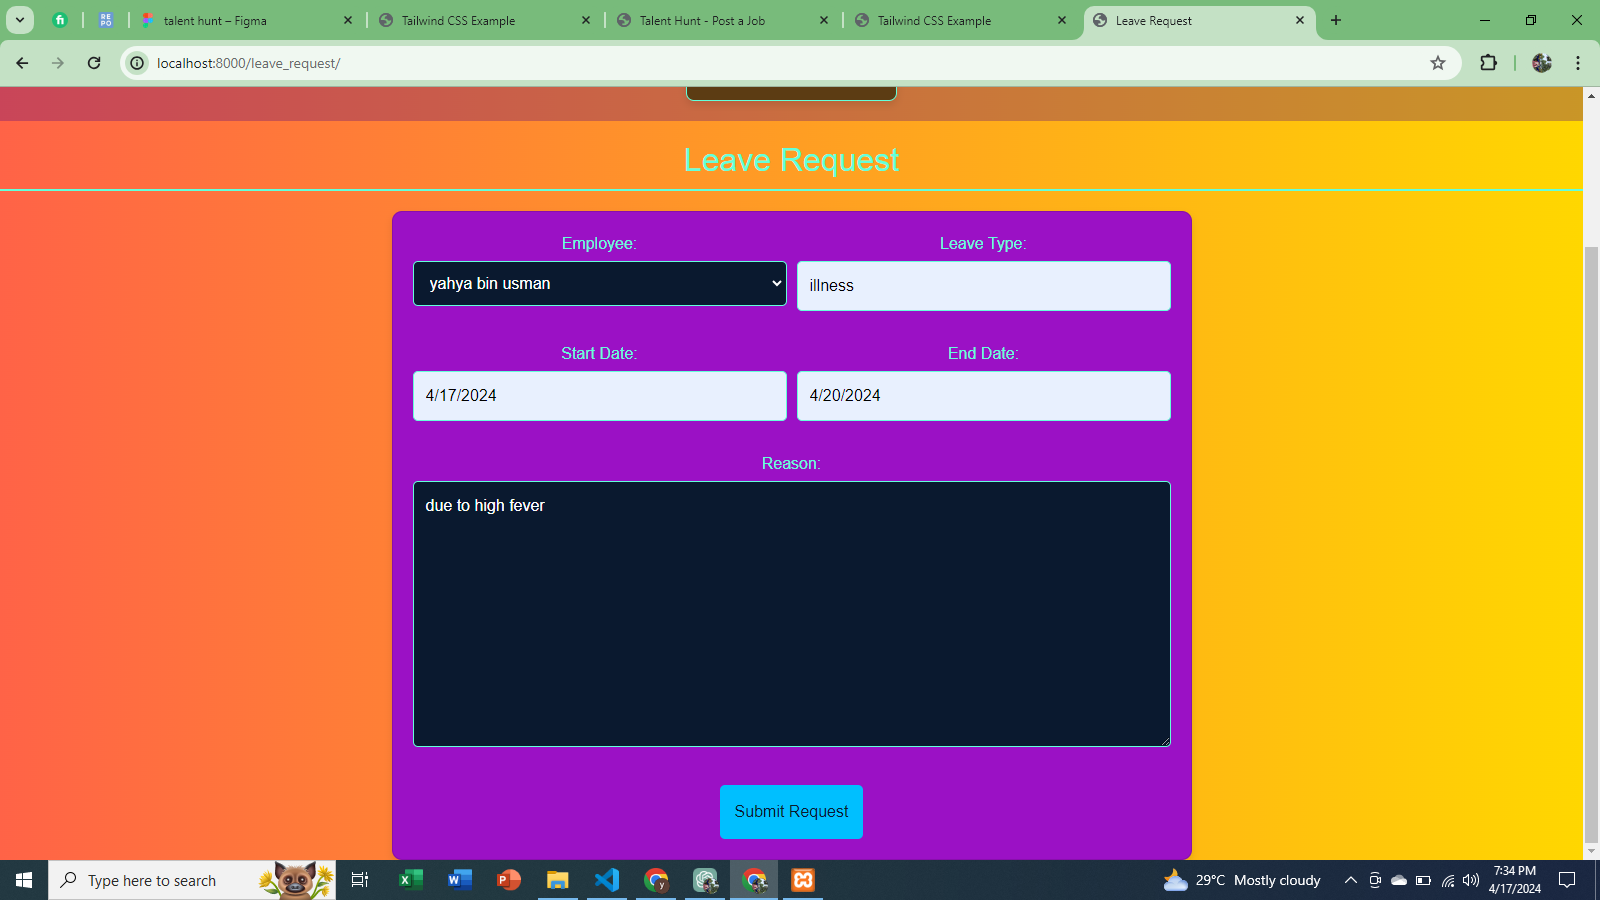 talent hunt – Figma
Tailwind CSS Example
Talent Hunt - Post a Job
Tailwind CSS Example
Leave Request
localhost:8000/leave_request/
Leave Request
Employee:
Leave Type:
yahya bin usman
illness
Start Date:
End Date:
4/17/2024
4/20/2024
Reason:
due to high fever
Submit Request
Type here to search
29°C Mostly cloudy
7:34 PM
4/17/2024